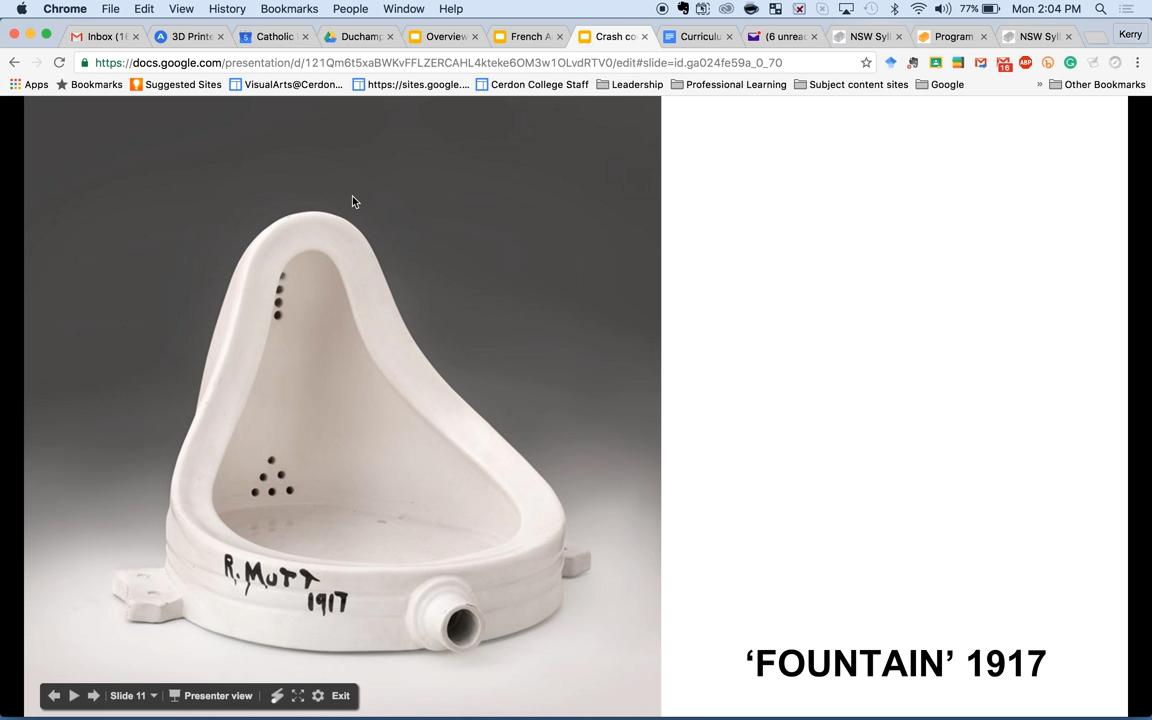 Chrome File Edit View History Bookmarks People Window Help 77% Mon 2:04 PM
Inbox (1 3D Printe Catholic Duchamp Overview French A Crash co Curriculu (6 unrea NSW Syl Program NSW Syl Kerry
https://docs.google.com/presentation/d/121Qm6t5xaBWKvFFLZERCAHL4kteke6OM3w1OLvdRTV0/edit#slide=id.ga024fe59a_0_70 16 ABP
Apps Bookmarks Suggested Sites VisualArts@Cerdon... https://sites.google.... Cerdon College Staff Leadership Professional Learning Subject content sites Google » Other Bookmarks
R. MUTT
1917
‘FOUNTAIN’ 1917
Slide 11 Presenter view Exit